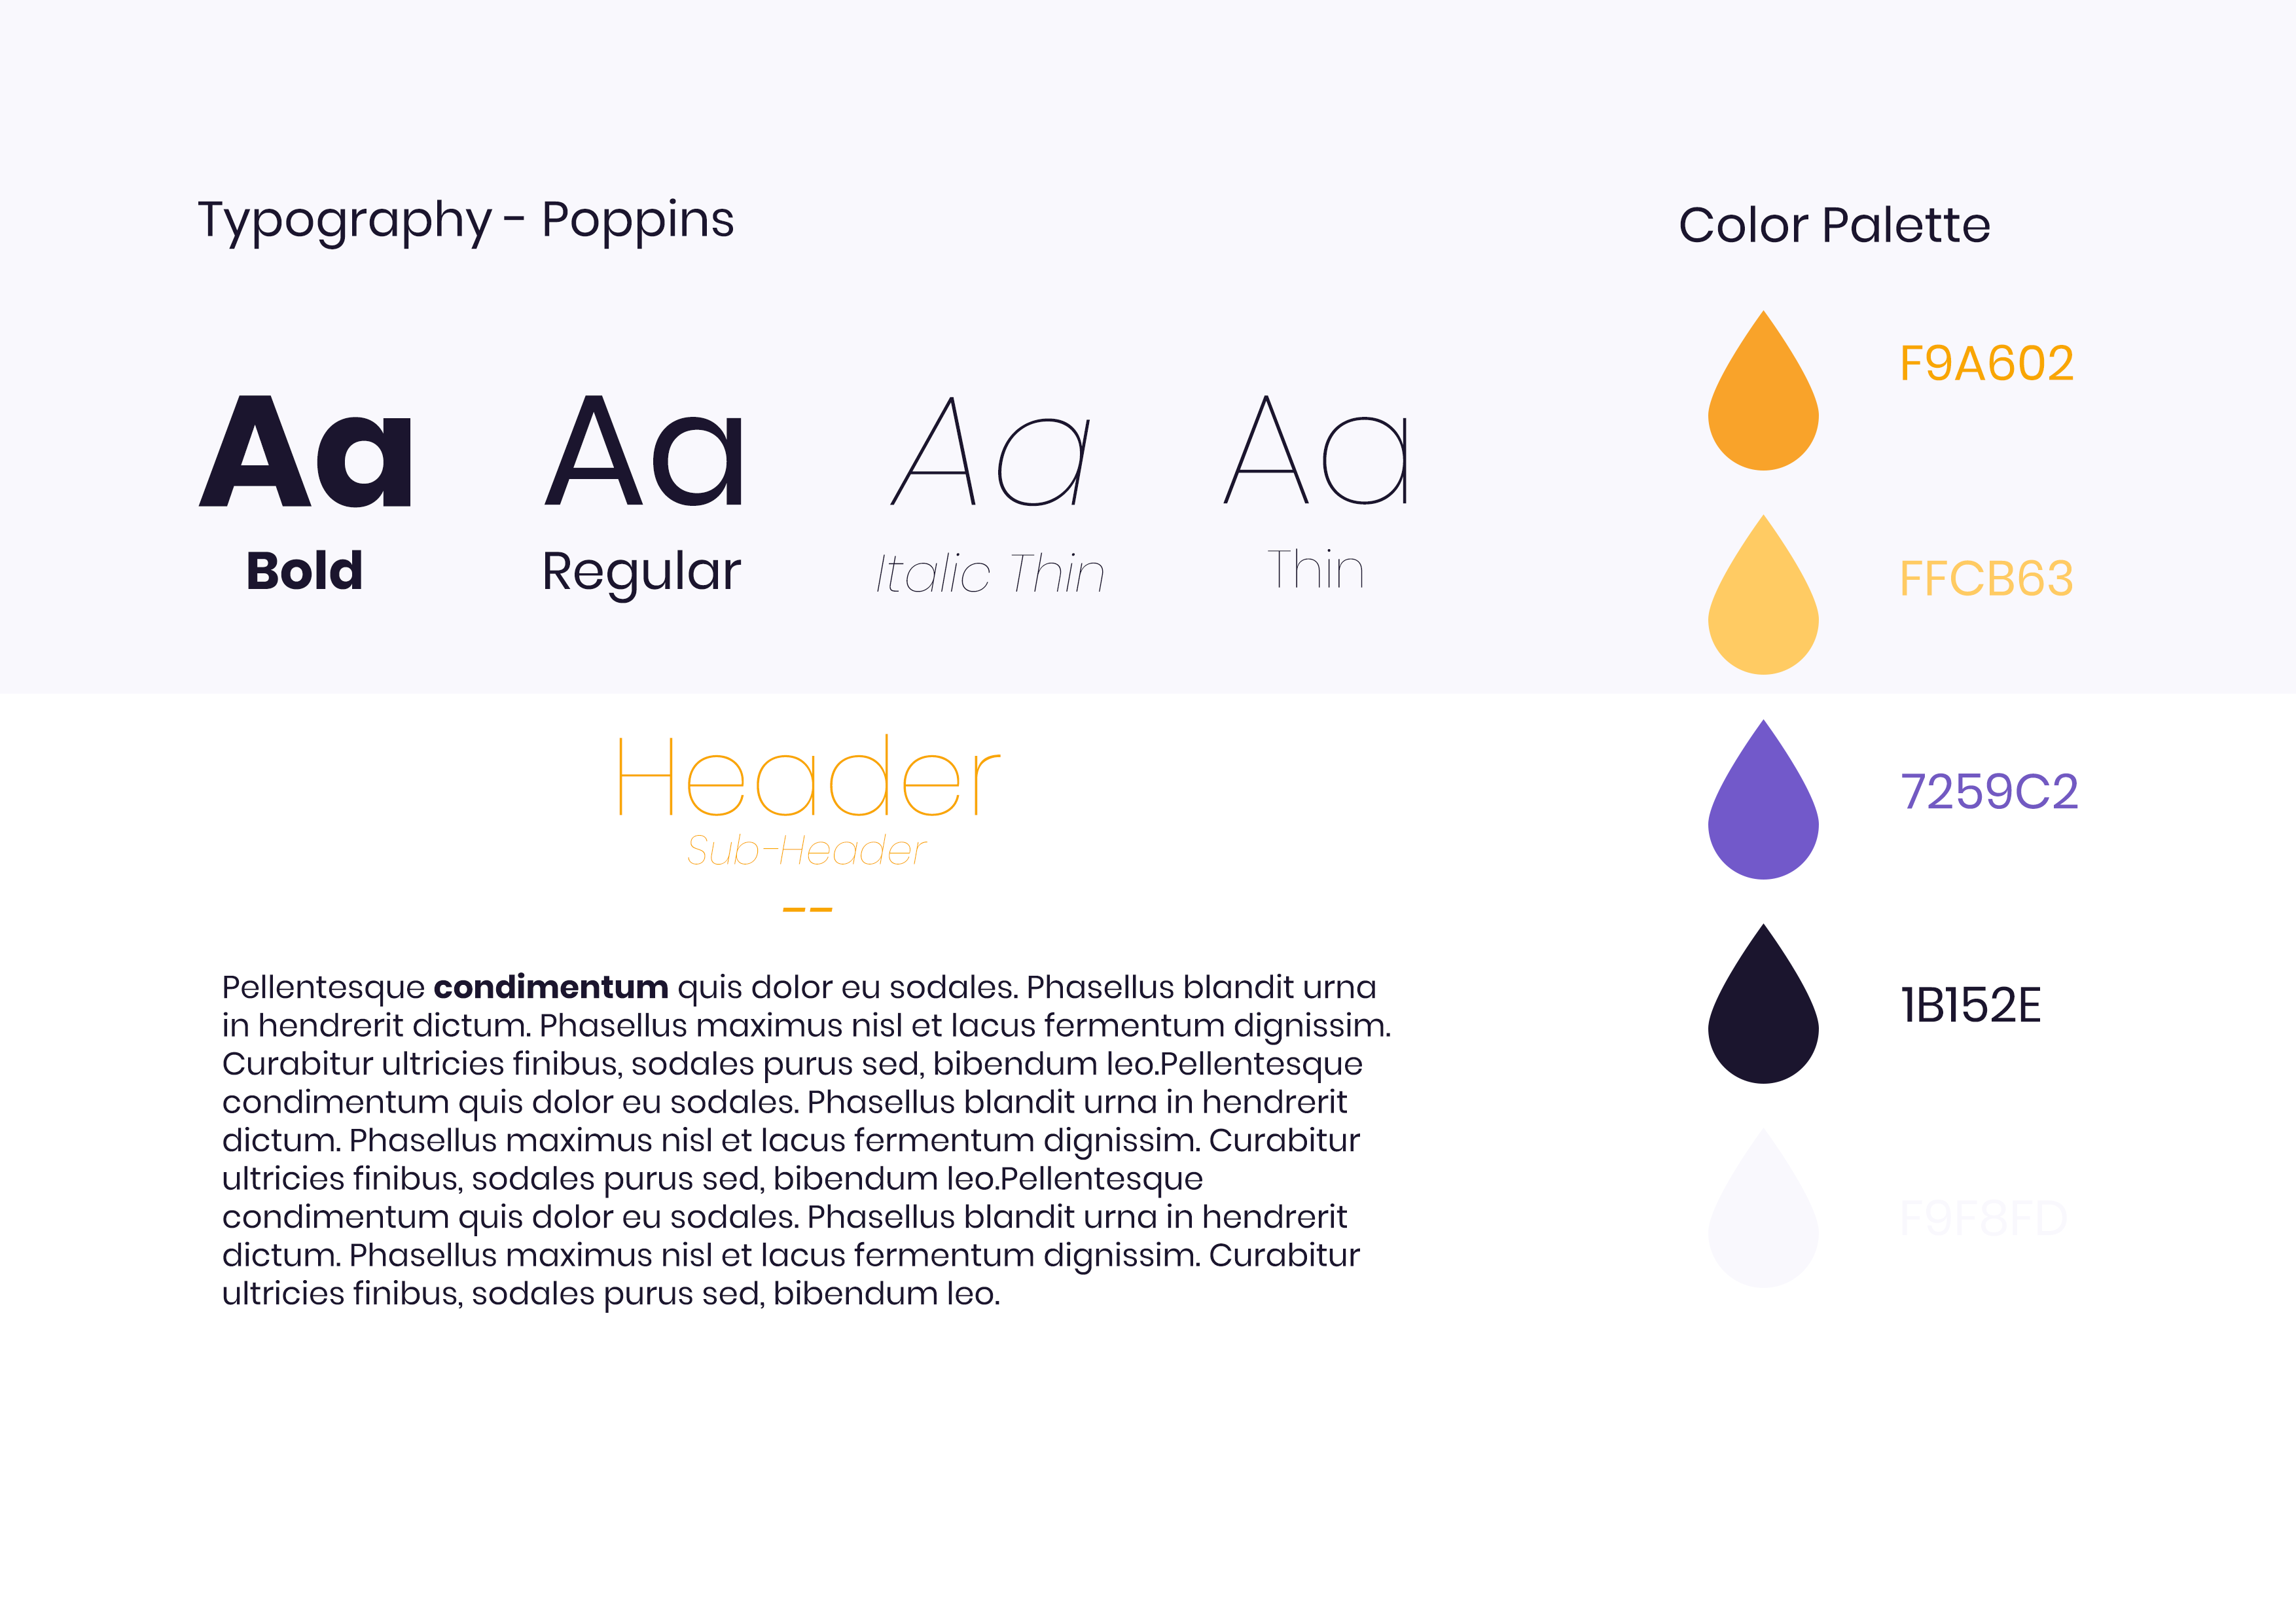 Typography - Poppins
Aa
Aa
Aa
Aa
Bold
Regular
Italic Thin
Thin
Header
Sub-Header
Pellentesque condimentum quis dolor eu sodales. Phasellus blandit urna
in hendrerit dictum. Phasellus maximus nisl et lacus fermentum dignissim.
Curabitur ultricies finibus, sodales purus sed, bibendum leo.Pellentesque
condimentum quis dolor eu sodales. Phasellus blandit urna in hendrerit
dictum. Phasellus maximus nisl et lacus fermentum dignissim. Curabitur
ultricies finibus, sodales purus sed, bibendum leo.Pellentesque
condimentum quis dolor eu sodales. Phasellus blandit urna in hendrerit
dictum. Phasellus maximus nisl et lacus fermentum dignissim. Curabitur
ultricies finibus, sodales purus sed, bibendum leo.
Color Palette
F9A602
FFCB63
7259C2
1B152E
F9F8FD